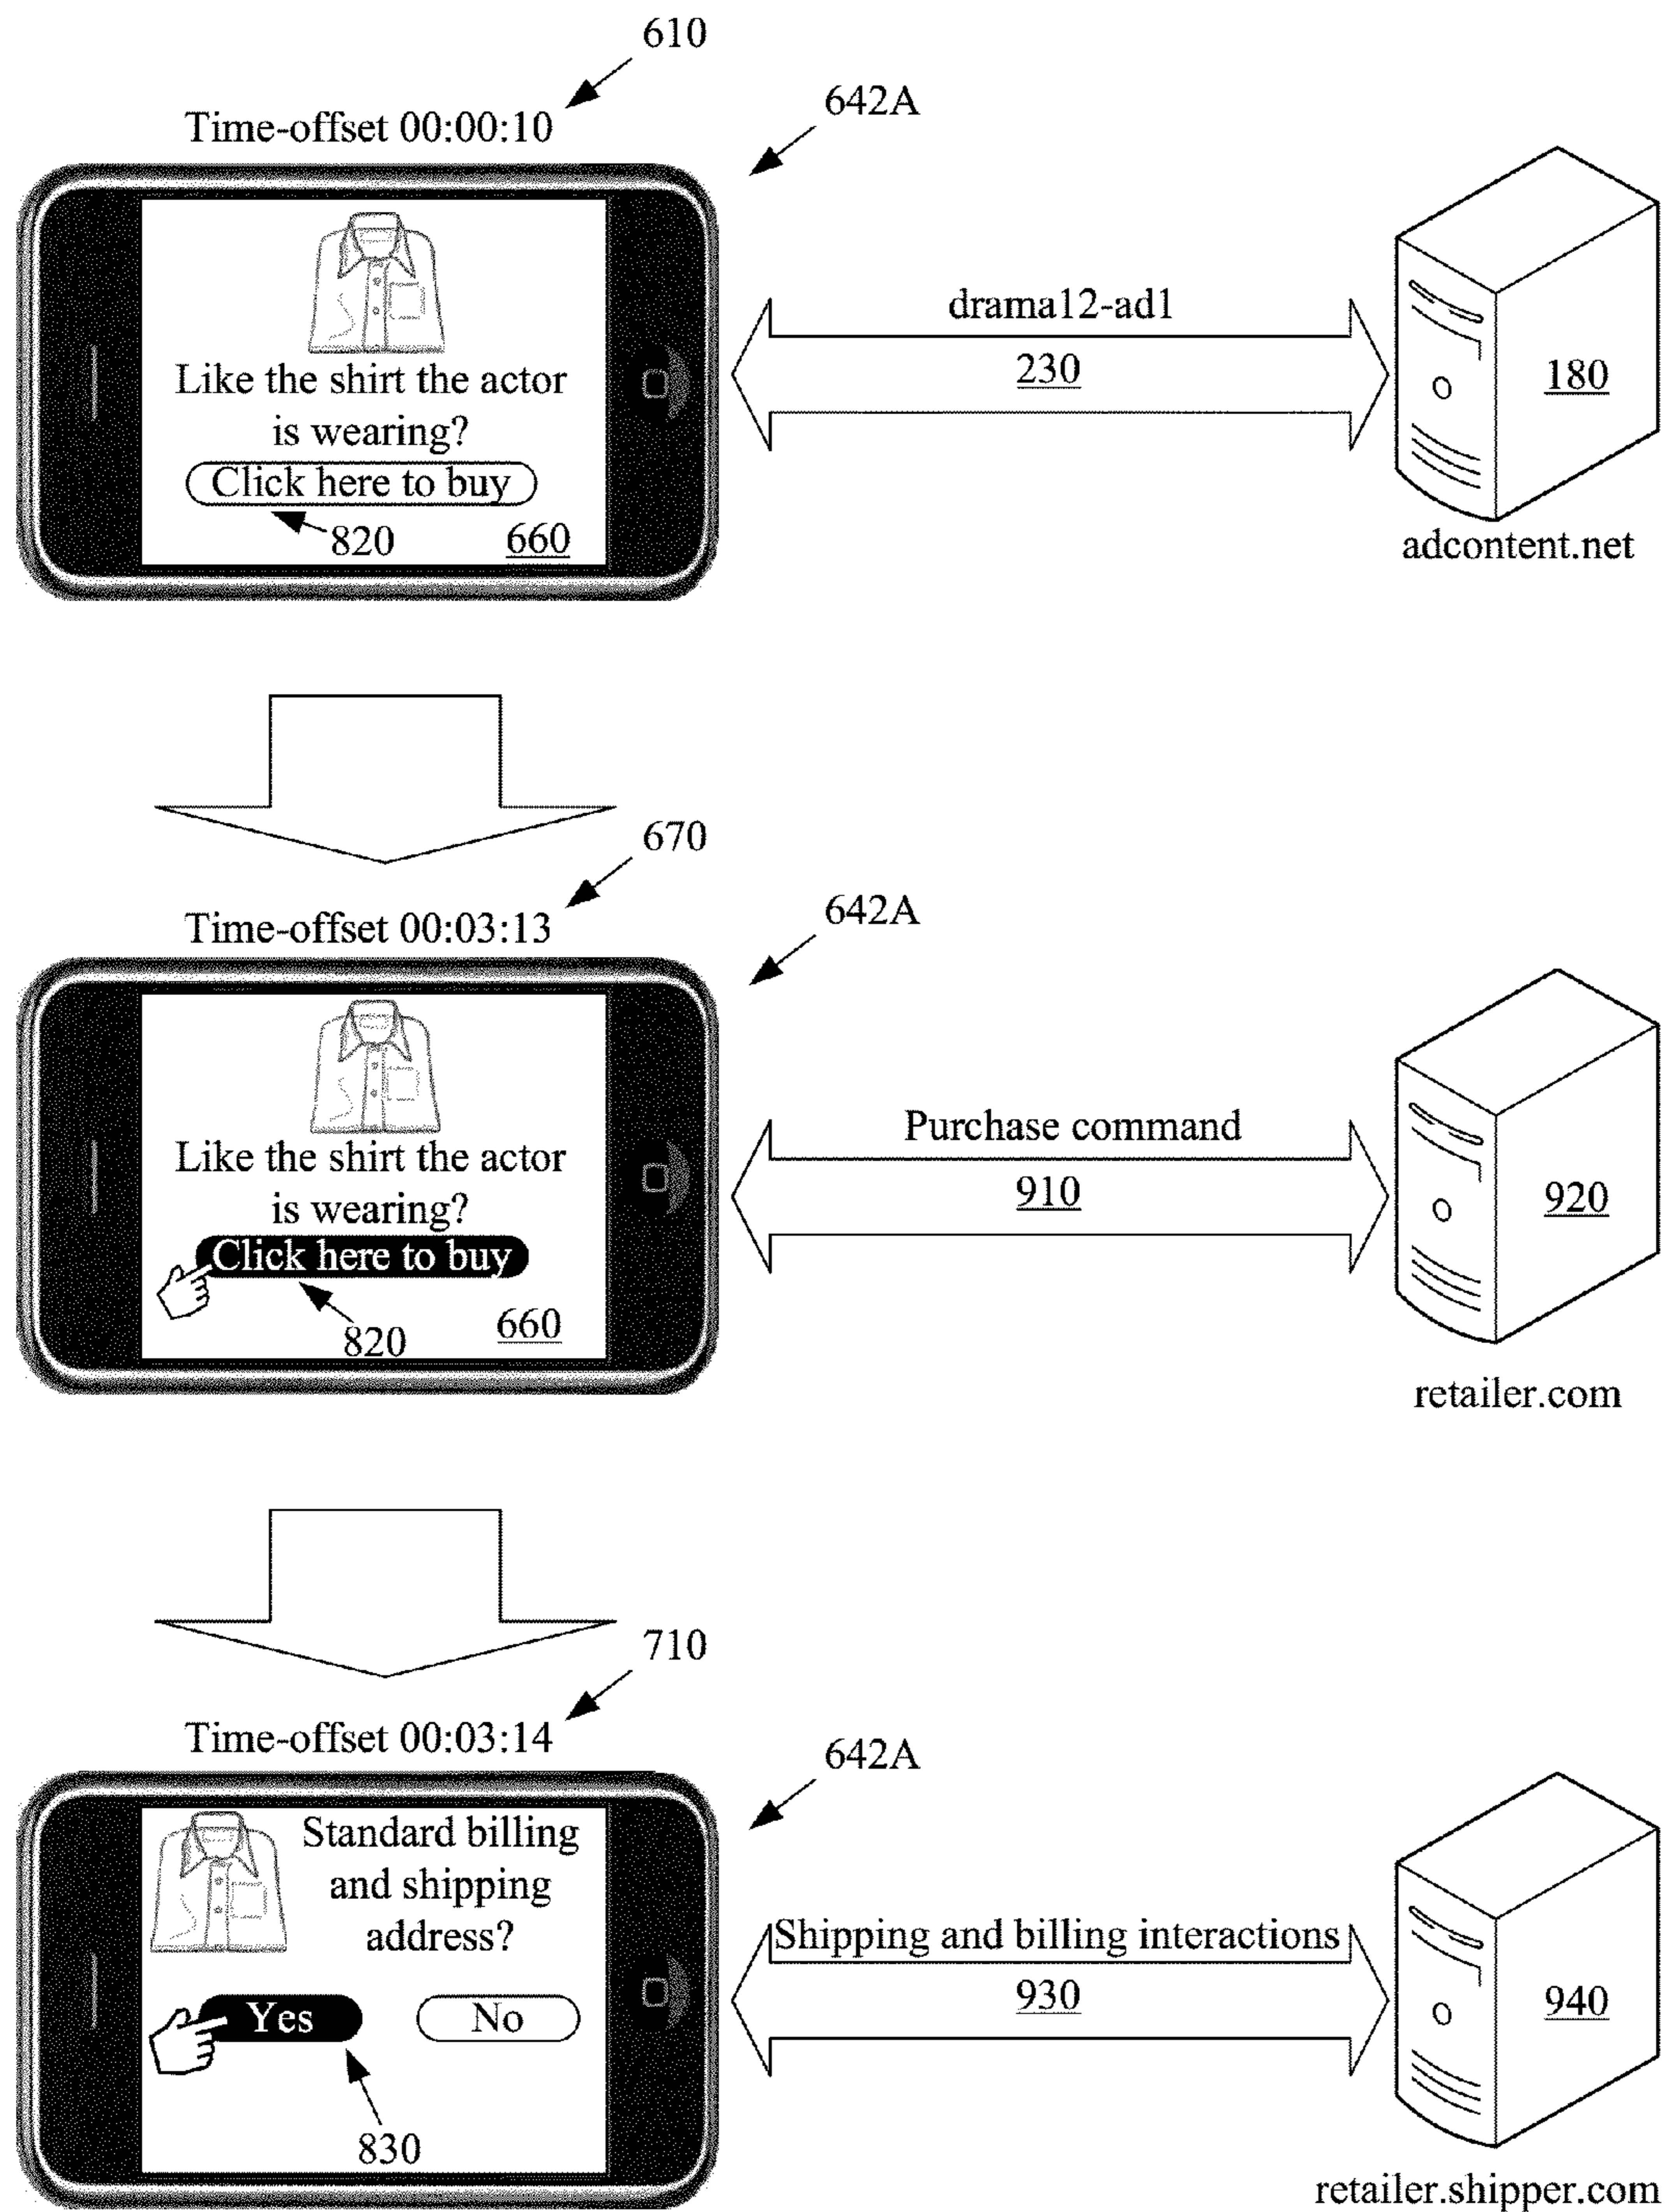 610
Time-offset 00:00:10
642A
Like the shirt the actor
is wearing?
Click here to buy
820
660
drama12-ad1
230
180
adcontent.net
670
Time-offset 00:03:13
642A
Like the shirt the actor
is wearing?
Click here to buy
820
660
Purchase command
910
920
retailer.com
710
Time-offset 00:03:14
642A
Standard billing
and shipping
address?
Yes
No
830
Shipping and billing interactions
930
940
retailer.shipper.com